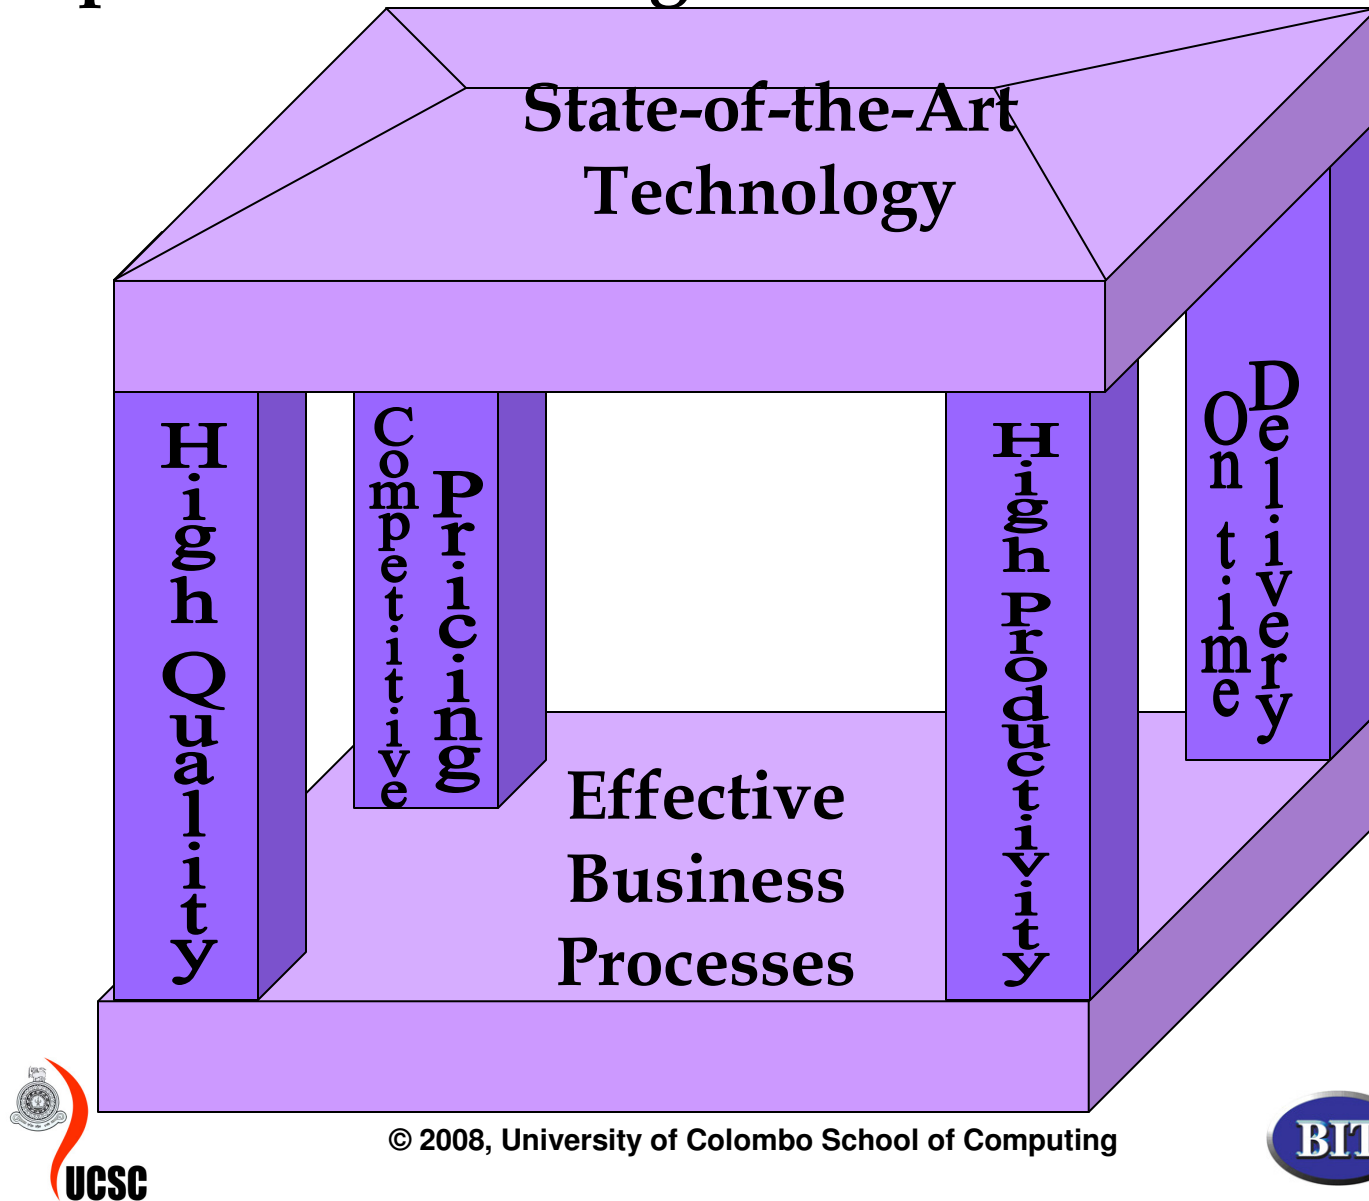 State-of-the-Art
Technology
High Quality
Competitive
Pricing
High Productivity
On time
Delivery
Effective
Business
Processes
© 2008, University of Colombo School of Computing
UCSC
BIT